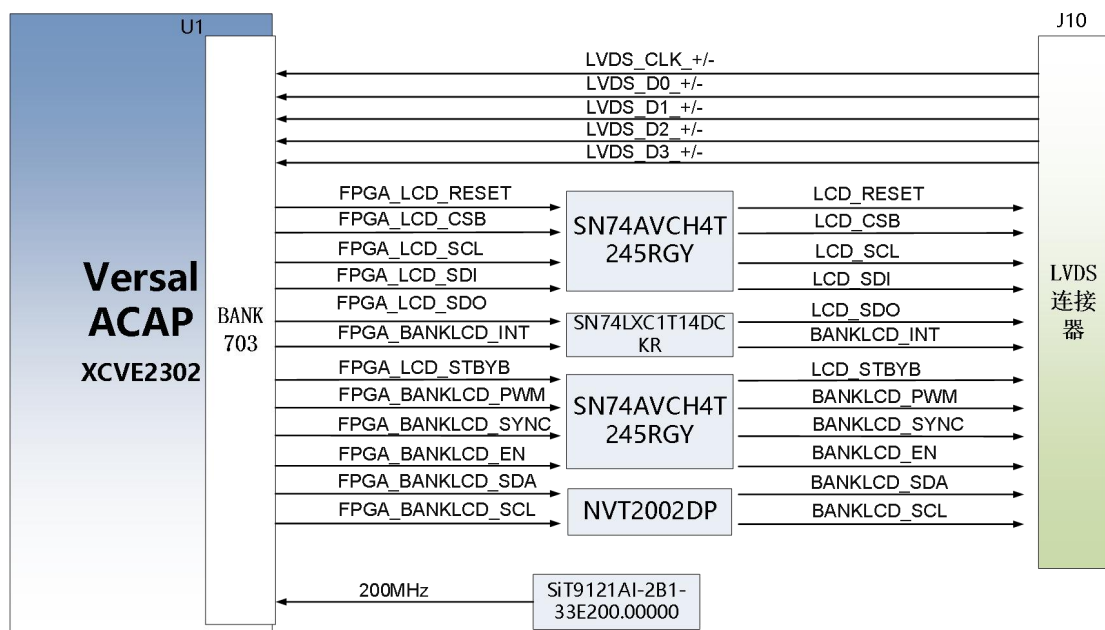 U1
J10
Versal
ACAP
XCVE2302
BANK
703
LVDS_CLK_+/-
LVDS_D0_+/-
LVDS_D1_+/-
LVDS_D2_+/-
LVDS_D3_+/-
FPGA_LCD_RESET
FPGA_LCD_CSB
FPGA_LCD_SCL
FPGA_LCD_SDI
FPGA_LCD_SDO
FPGA_BANKLCD_INT
FPGA_LCD_STBYB
FPGA_BANKLCD_PWM
FPGA_BANKLCD_SYNC
FPGA_BANKLCD_EN
FPGA_BANKLCD_SDA
FPGA_BANKLCD_SCL
SN74AVCH4T
245RGY
SN74LXC1T14DC
KR
SN74AVCH4T
245RGY
NVT2002DP
LCD_RESET
LCD_CSB
LCD_SCL
LCD_SDI
LCD_SDO
BANKLCD_INT
LCD_STBYB
BANKLCD_PWM
BANKLCD_SYNC
BANKLCD_EN
BANKLCD_SDA
BANKLCD_SCL
LVDS
连接
器
200MHz
SiT9121AI-2B1-
33E200.00000